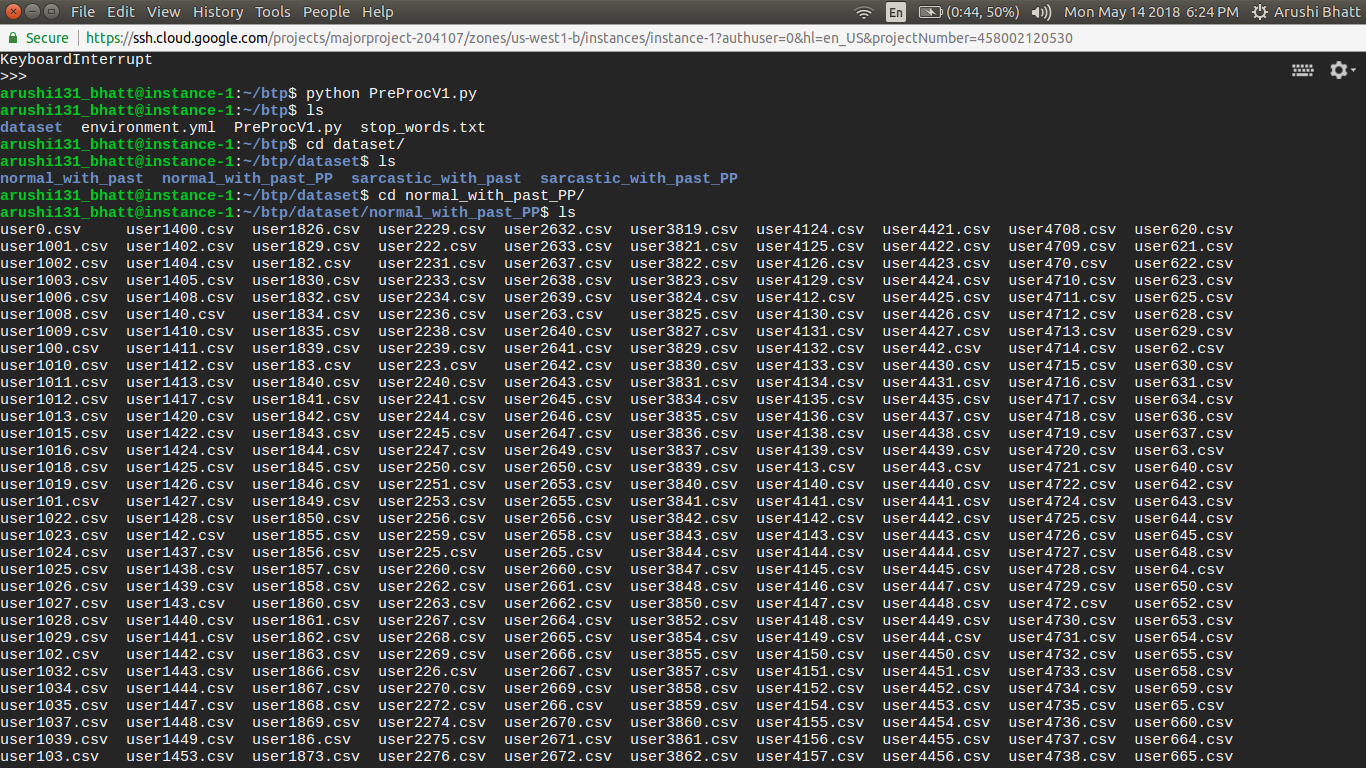 File Edit View History Tools People Help En (0:44, 50%) Mon May 14 2018 6:24 PM Arushi Bhatt
Secure https://ssh.cloud.google.com/projects/majorproject-204107/zones/us-west1-b/instances/instance-1?authuser=0&hl=en_US&projectNumber=458002120530
KeyboardInterrupt
>>>
arushi131_bhatt@instance-1:~/btp$ python PreProcV1.py
arushi131_bhatt@instance-1:~/btp$ ls
dataset environment.yml PreProcV1.py stop_words.txt
arushi131_bhatt@instance-1:~/btp$ cd dataset/
arushi131_bhatt@instance-1:~/btp/dataset$ ls
normal_with_past normal_with_past_PP sarcastic_with_past sarcastic_with_past_PP
arushi131_bhatt@instance-1:~/btp/dataset$ cd normal_with_past_PP/
arushi131_bhatt@instance-1:~/btp/dataset/normal_with_past_PP$ ls
user0.csv user1400.csv user1826.csv user2229.csv user2632.csv user3819.csv user4124.csv user4421.csv user4708.csv user620.csv
user1001.csv user1402.csv user1829.csv user222.csv user2633.csv user3821.csv user4125.csv user4422.csv user4709.csv user621.csv
user1002.csv user1404.csv user182.csv user2231.csv user2637.csv user3822.csv user4126.csv user4423.csv user470.csv user622.csv
user1003.csv user1405.csv user1830.csv user2233.csv user2638.csv user3823.csv user4129.csv user4424.csv user4710.csv user623.csv
user1006.csv user1408.csv user1832.csv user2234.csv user2639.csv user3824.csv user412.csv user4425.csv user4711.csv user625.csv
user1008.csv user140.csv user1834.csv user2236.csv user263.csv user3825.csv user4130.csv user4426.csv user4712.csv user628.csv
user1009.csv user1410.csv user1835.csv user2238.csv user2640.csv user3827.csv user4131.csv user4427.csv user4713.csv user629.csv
user100.csv user1411.csv user1839.csv user2239.csv user2641.csv user3829.csv user4132.csv user442.csv user4714.csv user62.csv
user1010.csv user1412.csv user183.csv user223.csv user2642.csv user3830.csv user4133.csv user4430.csv user4715.csv user630.csv
user1011.csv user1413.csv user1840.csv user2240.csv user2643.csv user3831.csv user4134.csv user4431.csv user4716.csv user631.csv
user1012.csv user1417.csv user1841.csv user2241.csv user2645.csv user3834.csv user4135.csv user4435.csv user4717.csv user634.csv
user1013.csv user1420.csv user1842.csv user2244.csv user2646.csv user3835.csv user4136.csv user4437.csv user4718.csv user636.csv
user1015.csv user1422.csv user1843.csv user2245.csv user2647.csv user3836.csv user4138.csv user4438.csv user4719.csv user637.csv
user1016.csv user1424.csv user1844.csv user2247.csv user2649.csv user3837.csv user4139.csv user4439.csv user4720.csv user63.csv
user1018.csv user1425.csv user1845.csv user2250.csv user2650.csv user3839.csv user413.csv user443.csv user4721.csv user640.csv
user1019.csv user1426.csv user1846.csv user2251.csv user2653.csv user3840.csv user4140.csv user4440.csv user4722.csv user642.csv
user101.csv user1427.csv user1849.csv user2253.csv user2655.csv user3841.csv user4141.csv user4441.csv user4724.csv user643.csv
user1022.csv user1428.csv user1850.csv user2256.csv user2656.csv user3842.csv user4142.csv user4442.csv user4725.csv user644.csv
user1023.csv user142.csv user1855.csv user2259.csv user2658.csv user3843.csv user4143.csv user4443.csv user4726.csv user645.csv
user1024.csv user1437.csv user1856.csv user225.csv user265.csv user3844.csv user4144.csv user4444.csv user4727.csv user648.csv
user1025.csv user1438.csv user1857.csv user2260.csv user2660.csv user3847.csv user4145.csv user4445.csv user4728.csv user64.csv
user1026.csv user1439.csv user1858.csv user2262.csv user2661.csv user3848.csv user4146.csv user4447.csv user4729.csv user650.csv
user1027.csv user143.csv user1860.csv user2263.csv user2662.csv user3850.csv user4147.csv user4448.csv user472.csv user652.csv
user1028.csv user1440.csv user1861.csv user2267.csv user2664.csv user3852.csv user4148.csv user4449.csv user4730.csv user653.csv
user1029.csv user1441.csv user1862.csv user2268.csv user2665.csv user3854.csv user4149.csv user444.csv user4731.csv user654.csv
user102.csv user1442.csv user1863.csv user2269.csv user2666.csv user3855.csv user4150.csv user4450.csv user4732.csv user655.csv
user1032.csv user1443.csv user1866.csv user226.csv user2667.csv user3857.csv user4151.csv user4451.csv user4733.csv user658.csv
user1034.csv user1444.csv user1867.csv user2270.csv user2669.csv user3858.csv user4152.csv user4452.csv user4734.csv user659.csv
user1035.csv user1447.csv user1868.csv user2272.csv user266.csv user3859.csv user4154.csv user4453.csv user4735.csv user65.csv
user1037.csv user1448.csv user1869.csv user2274.csv user2670.csv user3860.csv user4155.csv user4454.csv user4736.csv user660.csv
user1039.csv user1449.csv user186.csv user2275.csv user2671.csv user3861.csv user4156.csv user4455.csv user4737.csv user664.csv
user103.csv user1453.csv user1873.csv user2276.csv user2672.csv user3862.csv user4157.csv user4456.csv user4738.csv user665.csv